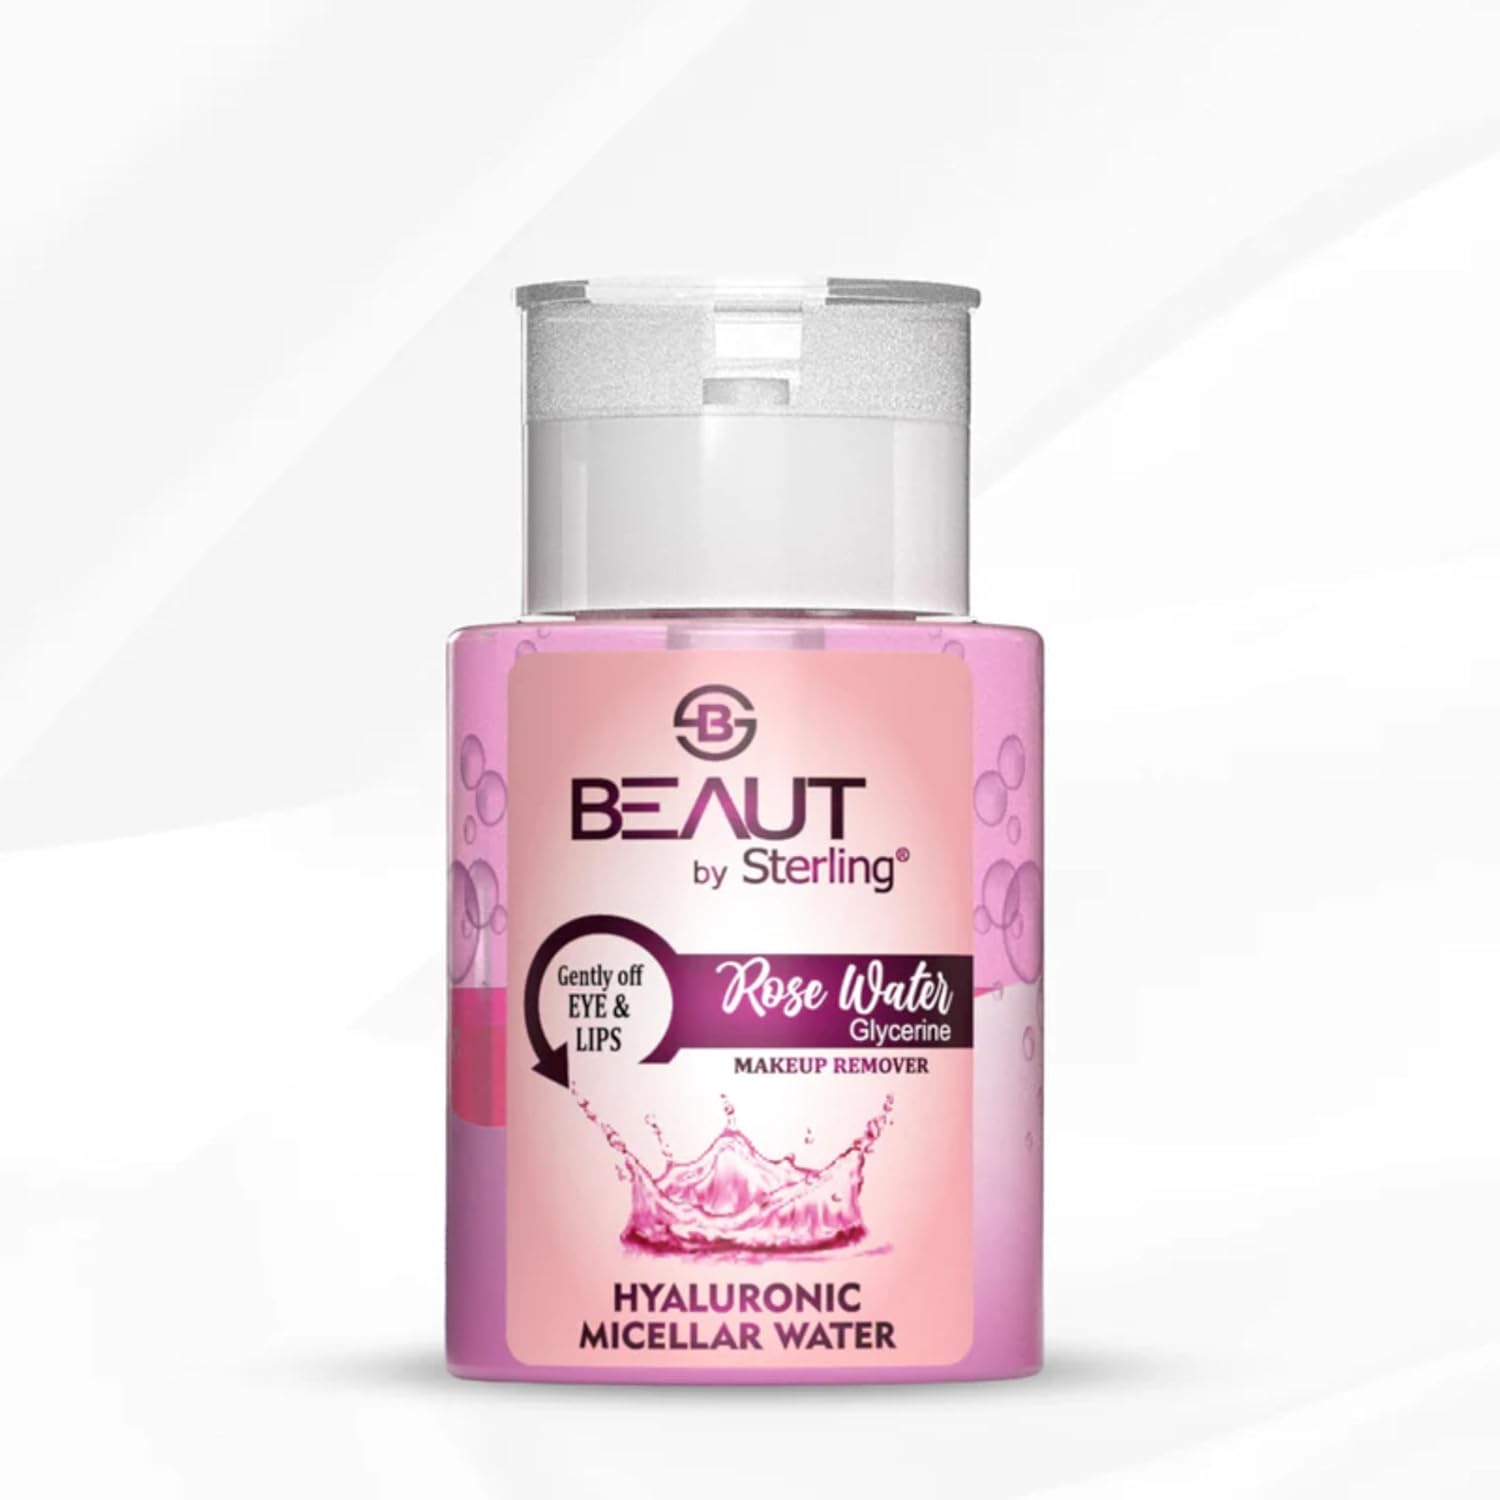 B
BEAUT
by Sterling®
Gently off
EYE &
LIPS
Rose Water
Glycerine
MAKEUP REMOVER
HYALURONIC
MICELLAR WATER